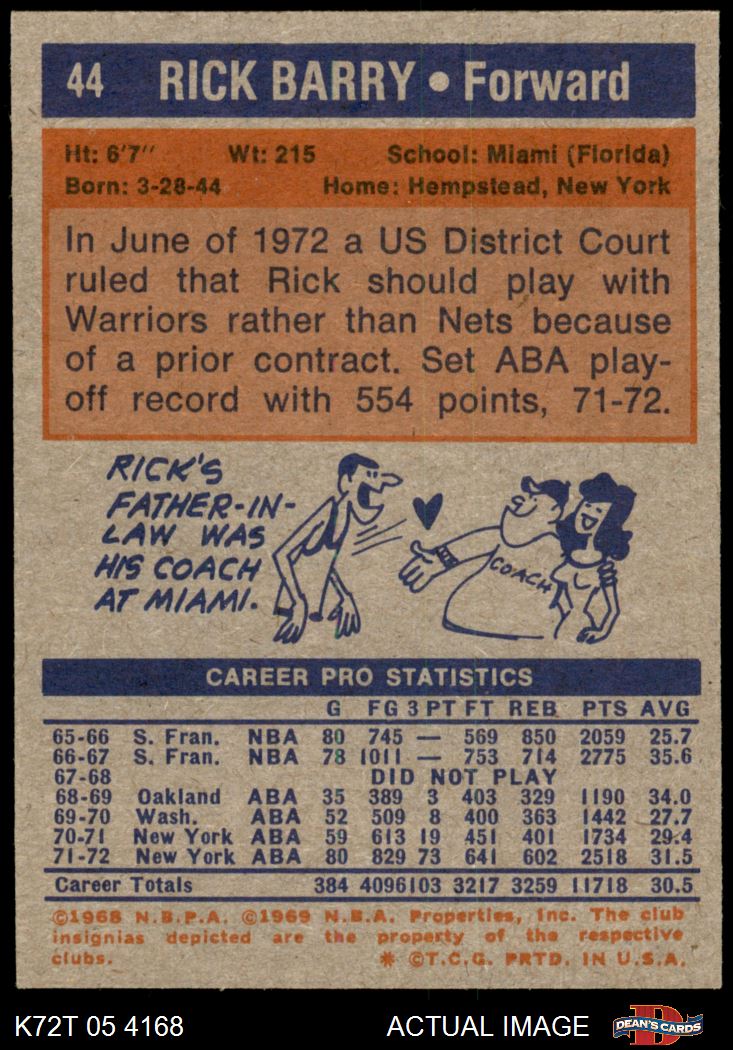 44 RICK BARRY • Forward
Ht: 6'7" Wt: 215 School: Miami (Florida)
Born: 3-28-44 Home: Hempstead, New York
In June of 1972 a US District Court
ruled that Rick should play with
Warriors rather than Nets because
of a prior contract. Set ABA play-
off record with 554 points, 71-72.
RICK'S
FATHER-IN-
LAW WAS
HIS COACH
AT MIAMI.
COACH
CAREER PRO STATISTICS
G FG 3 PT FT REB PTS AVG
65-66 S. Fran. NBA 80 745 — 569 850 2059 25.7
66-67 S. Fran. NBA 78 1011 — 753 714 2775 35.6
67-68 DID NOT PLAY
68-69 Oakland ABA 35 389 3 403 329 1190 34.0
69-70 Wash. ABA 52 509 8 400 363 1442 27.7
70-71 New York ABA 59 613 19 451 401 1734 29.4
71-72 New York ABA 80 829 73 641 602 2518 31.5
Career Totals 384 4096 103 3217 3259 11718 30.5
©1968 N.B.P.A. ©1969 N.B.A. Properties, Inc. The club
insignias depicted are the property of the respective
clubs. * ©T.C.G. PRTD. IN U.S.A.
K72T 05 4168 ACTUAL IMAGE D DEAN'S CARDS